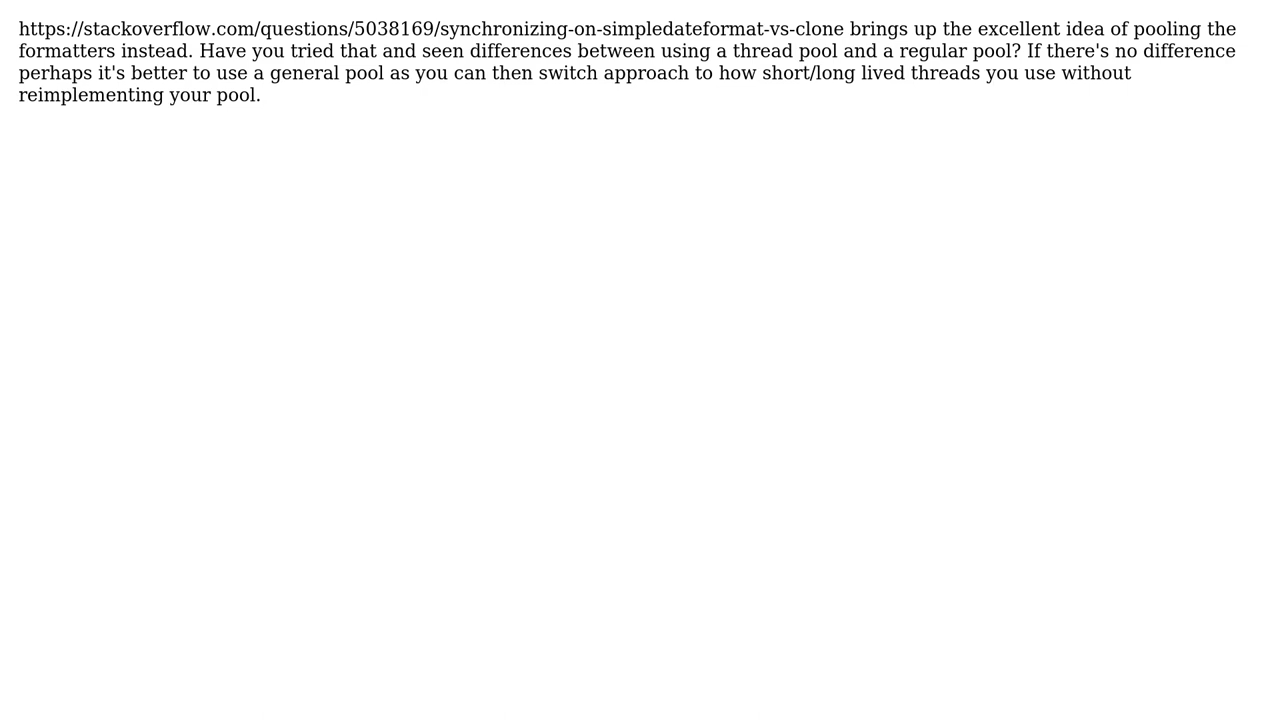 https://stackoverflow.com/questions/5038169/synchronizing-on-simpledateformat-vs-clone brings up the excellent idea of pooling the
formatters instead. Have you tried that and seen differences between using a thread pool and a regular pool? If there's no difference
perhaps it's better to use a general pool as you can then switch approach to how short/long lived threads you use without
reimplementing your pool.